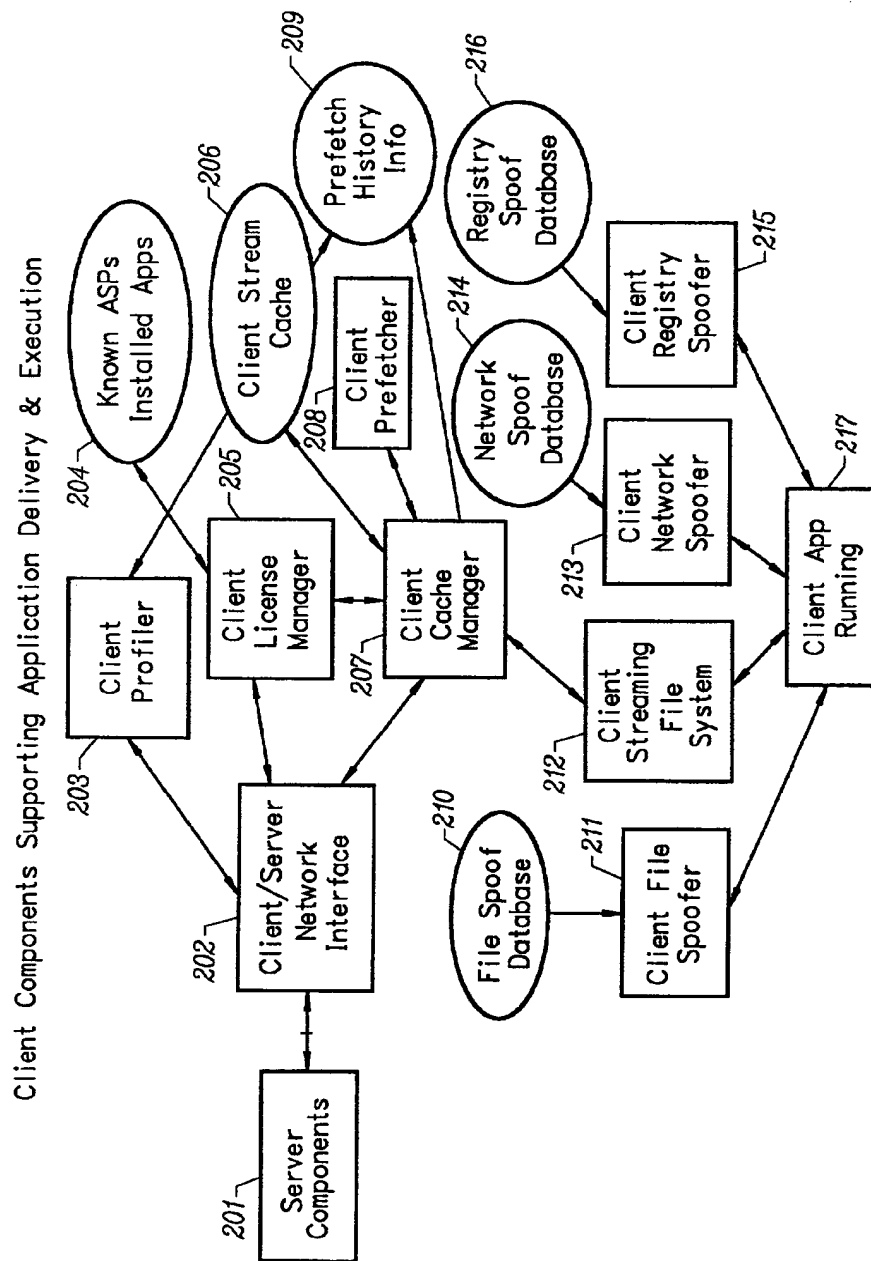 Client Components Supporting Application Delivery & Execution
201
Server
Components
202
Client/Server
Network
Interface
203
Client
Profiler
204
Known ASPs
Installed Apps
205
Client
License
Manager
206
Client Stream
Cache
207
Client
Cache
Manager
208
Client
Prefetcher
209
Prefetch
History
Info
210
File Spoof
Database
211
Client File
Spoofer
212
Client
Streaming
File
System
213
Client
Network
Spoofer
214
Network
Spoof
Database
215
Client
Registry
Spoofer
216
Registry
Spoof
Database
217
Client App
Running